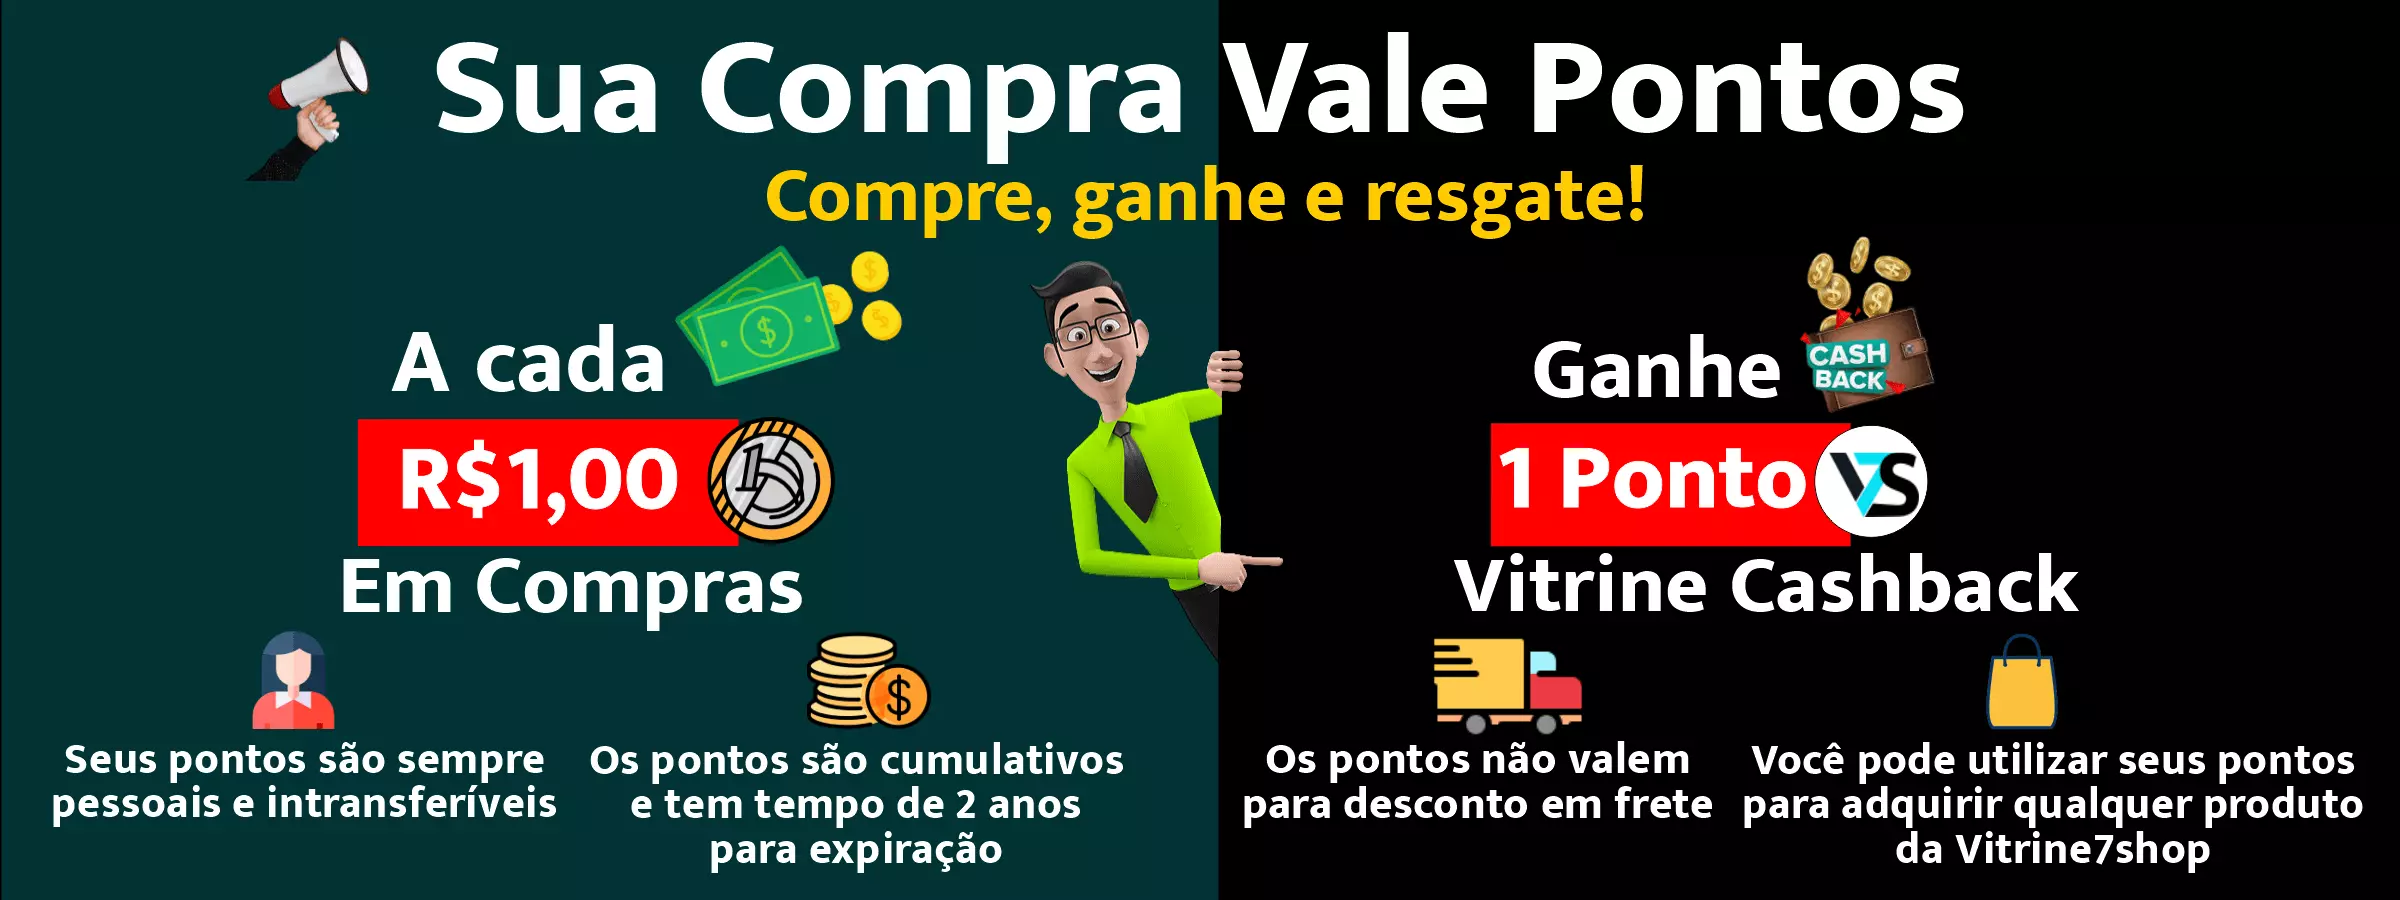 Sua Compra Vale Pontos
Compre, ganhe e resgate!
A cada
R$1,00
Em Compras
Ganhe
CASH
BACK
1 Ponto V7S
Vitrine Cashback
Seus pontos são sempre
pessoais e intransferíveis
Os pontos são cumulativos
e tem tempo de 2 anos
para expiração
Os pontos não valem
para desconto em frete
Você pode utilizar seus pontos
para adquirir qualquer produto
da Vitrine7shop